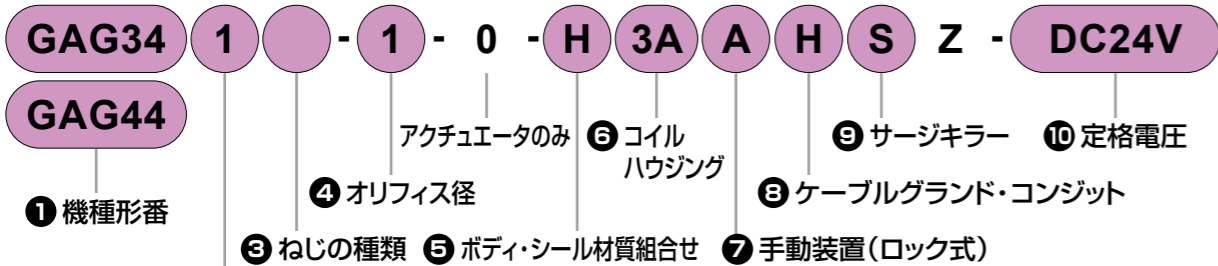 GAG34 1 - 1 - 0 - H 3A A H S Z - DC24V
GAG44
アクチュエータのみ
❻ コイル
ハウジング
❾ サージキラー
❿ 定格電圧
❹ オリフィス径
❽ ケーブルグランド・コンジット
❶ 機種形番
❸ ねじの種類
❺ ボディ・シール材質組合せ
❼ 手動装置(ロック式)